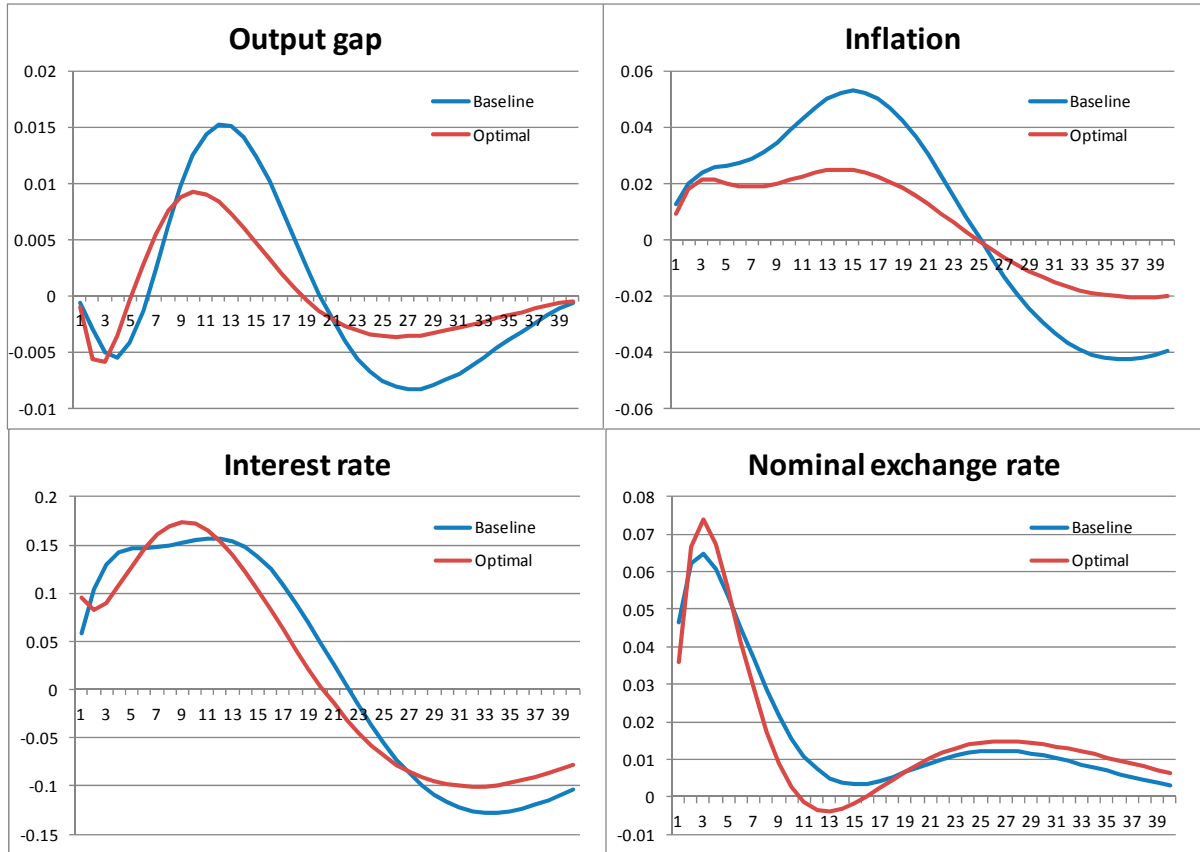 Output gap
0.02
0.015
0.01
0.005
0
-0.005
-0.01
1 3 5 7 9 11 13 15 17 19 21 23 25 27 29 31 33 35 37 39
Baseline
Optimal
Inflation
0.06
0.04
0.02
0
-0.02
-0.04
-0.06
1 3 5 7 9 11 13 15 17 19 21 23 25 27 29 31 33 35 37 39
Baseline
Optimal
Interest rate
0.2
0.15
0.1
0.05
0
-0.05
-0.1
-0.15
1 3 5 7 9 11 13 15 17 19 21 23 25 27 29 31 33 35 37 39
Baseline
Optimal
Nominal exchange rate
0.08
0.07
0.06
0.05
0.04
0.03
0.02
0.01
0
-0.01
1 3 5 7 9 11 13 15 17 19 21 23 25 27 29 31 33 35 37 39
Baseline
Optimal